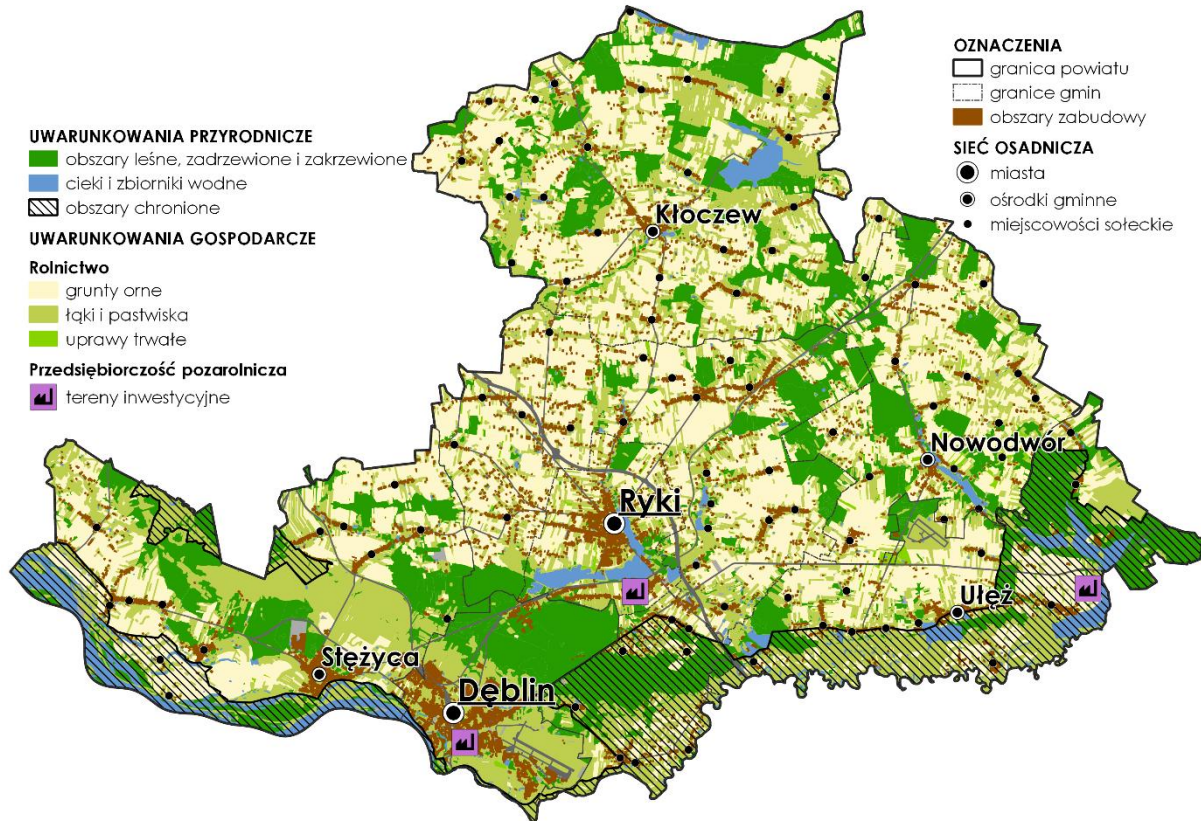 UWARUNKOWANIA PRZYRODNICZE
obszary leśne, zadrzewione i zakrzewione
cieki i zbiorniki wodne
obszary chronione
UWARUNKOWANIA GOSPODARCZE
Rolnictwo
grunty orne
łąki i pastwiska
uprawy trwałe
Przedsiębiorczość pozarolnicza
tereny inwestycyjne
OZNACZENIA
granica powiatu
granice gmin
obszary zabudowy
SIEĆ OSADNICZA
miasta
ośrodki gminne
miejscowości sołeckie
Kłoczew
Nowodwór
Ryki
Ułęż
Stężyca
Dęblin